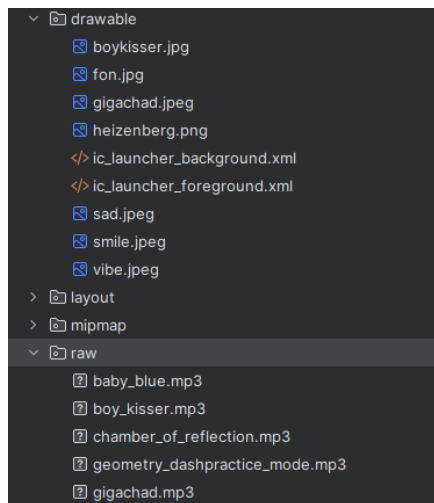 drawable
boykisser.jpg
fon.jpg
gigachad.jpeg
heizenberg.png
</> ic_launcher_background.xml
</> ic_launcher_foreground.xml
sad.jpeg
smile.jpeg
vibe.jpeg
layout
mipmap
raw
baby_blue.mp3
boy_kisser.mp3
chamber_of_reflection.mp3
geometry_dashpractice_mode.mp3
gigachad.mp3